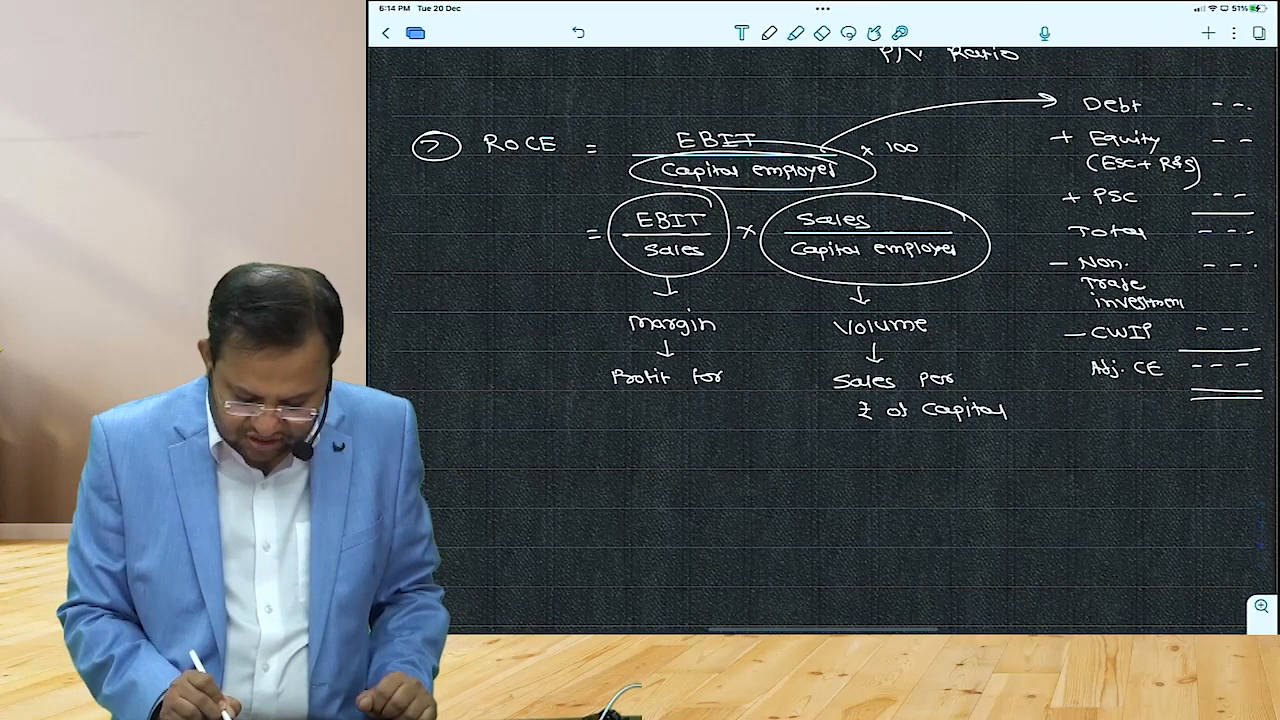 6:14 PM Tue 20 Dec
51%
P/V Ratio
② ROCE = EBIT × 100
Capital employed
= EBIT × Sales
Sales Capital employed
Margin Volume
Profit for Sales Per
₹ of Capital
Debt ---
+ Equity --
(ESC + R&S)
+ PSC --
Total ---
- Non. ---
Trade
investment
- CWIP ---
Adj. CE ---